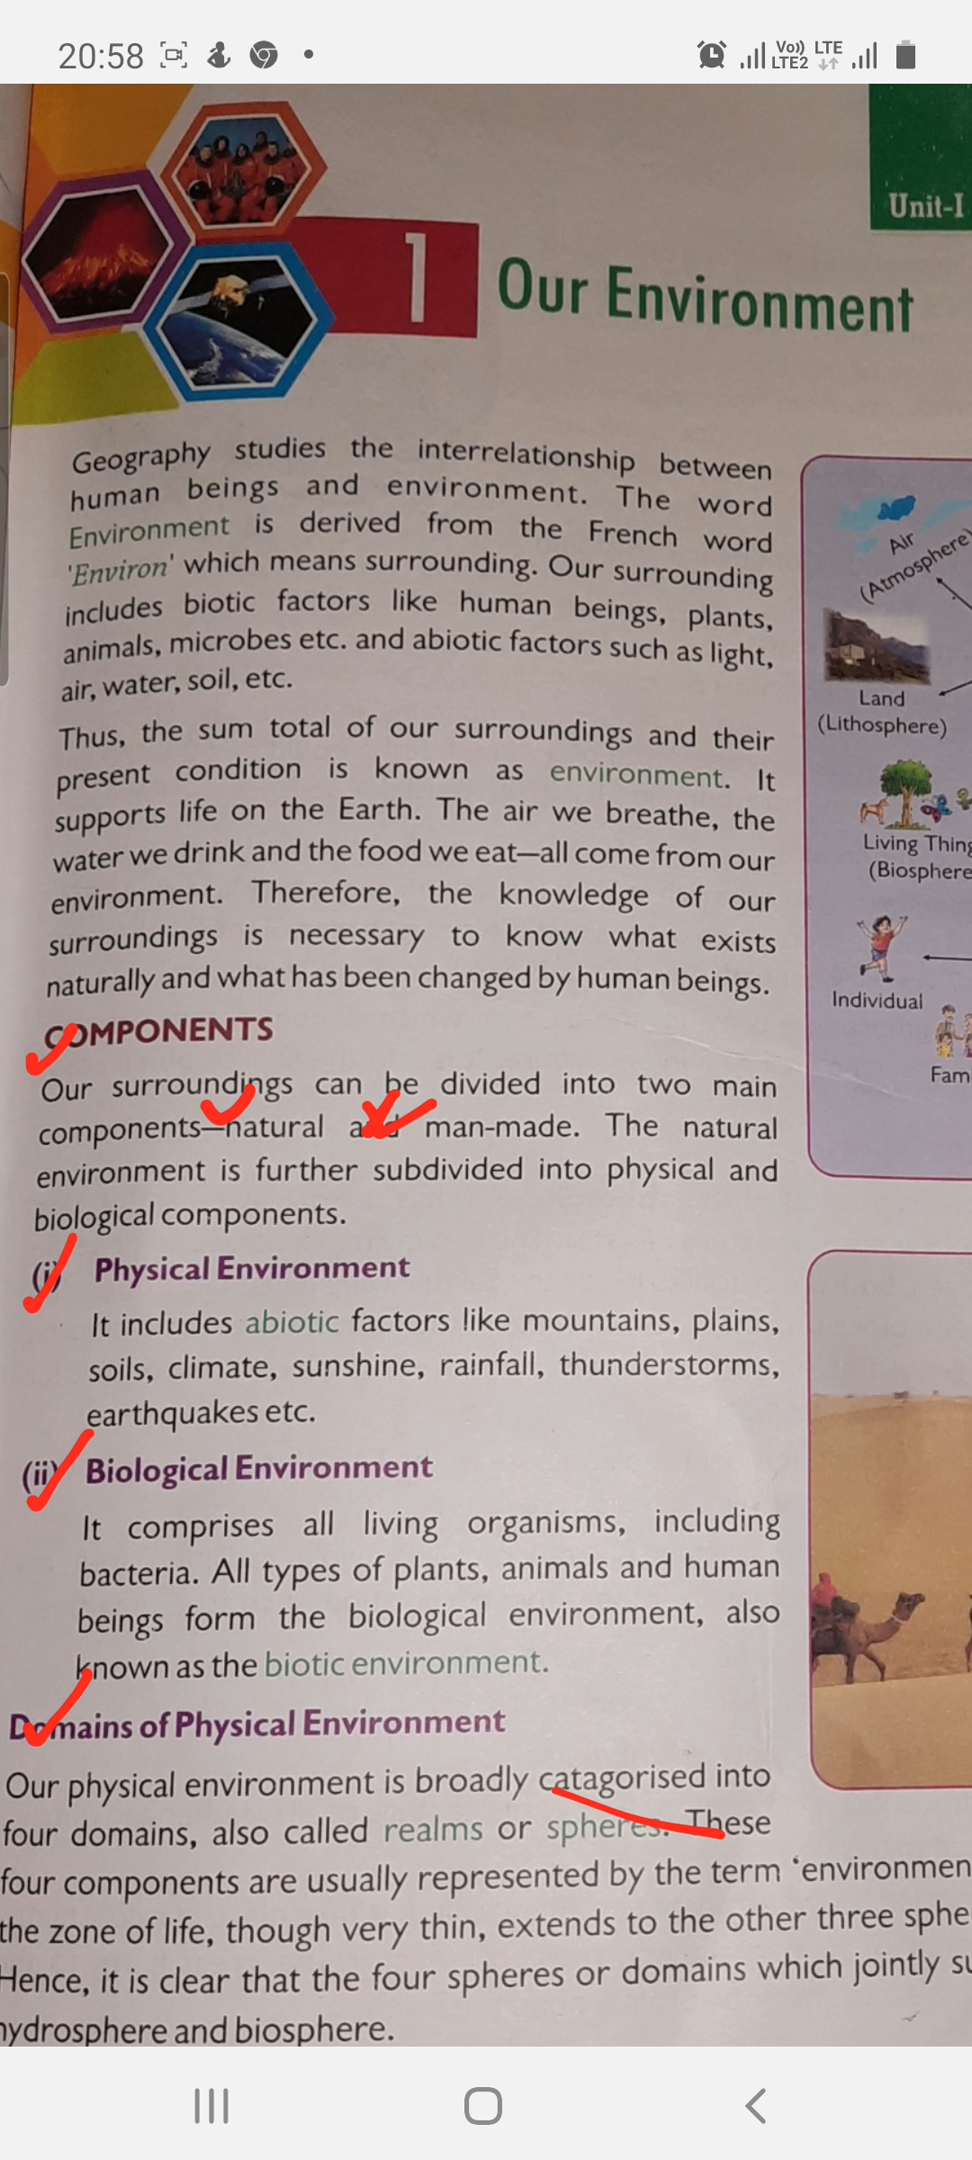 20:58
Vo)) LTE
LTE2
Unit-I
1 Our Environment
Geography studies the interrelationship between
human beings and environment. The word
Environment is derived from the French word
'Environ' which means surrounding. Our surrounding
includes biotic factors like human beings, plants,
animals, microbes etc. and abiotic factors such as light,
air, water, soil, etc.
Thus, the sum total of our surroundings and their
present condition is known as environment. It
supports life on the Earth. The air we breathe, the
water we drink and the food we eat—all come from our
environment. Therefore, the knowledge of our
surroundings is necessary to know what exists
naturally and what has been changed by human beings.
COMPONENTS
Our surroundings can be divided into two main
components—natural and man-made. The natural
environment is further subdivided into physical and
biological components.
(i) Physical Environment
It includes abiotic factors like mountains, plains,
soils, climate, sunshine, rainfall, thunderstorms,
earthquakes etc.
(ii) Biological Environment
It comprises all living organisms, including
bacteria. All types of plants, animals and human
beings form the biological environment, also
known as the biotic environment.
Domains of Physical Environment
Our physical environment is broadly catagorised into
four domains, also called realms or spheres. These
four components are usually represented by the term 'environmen
the zone of life, though very thin, extends to the other three sphe
Hence, it is clear that the four spheres or domains which jointly su
hydrosphere and biosphere.
Air
(Atmosphere)
Land
(Lithosphere)
Living Thing
(Biosphere
Individual
Fam